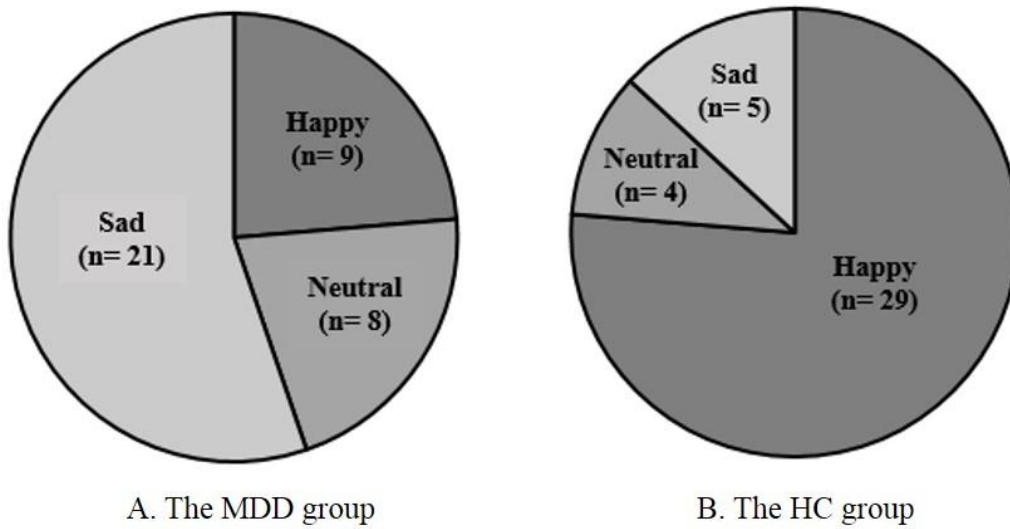 Happy
(n= 9)
Sad
(n= 21)
Neutral
(n= 8)
A. The MDD group
Sad
(n= 5)
Neutral
(n= 4)
Happy
(n= 29)
B. The HC group